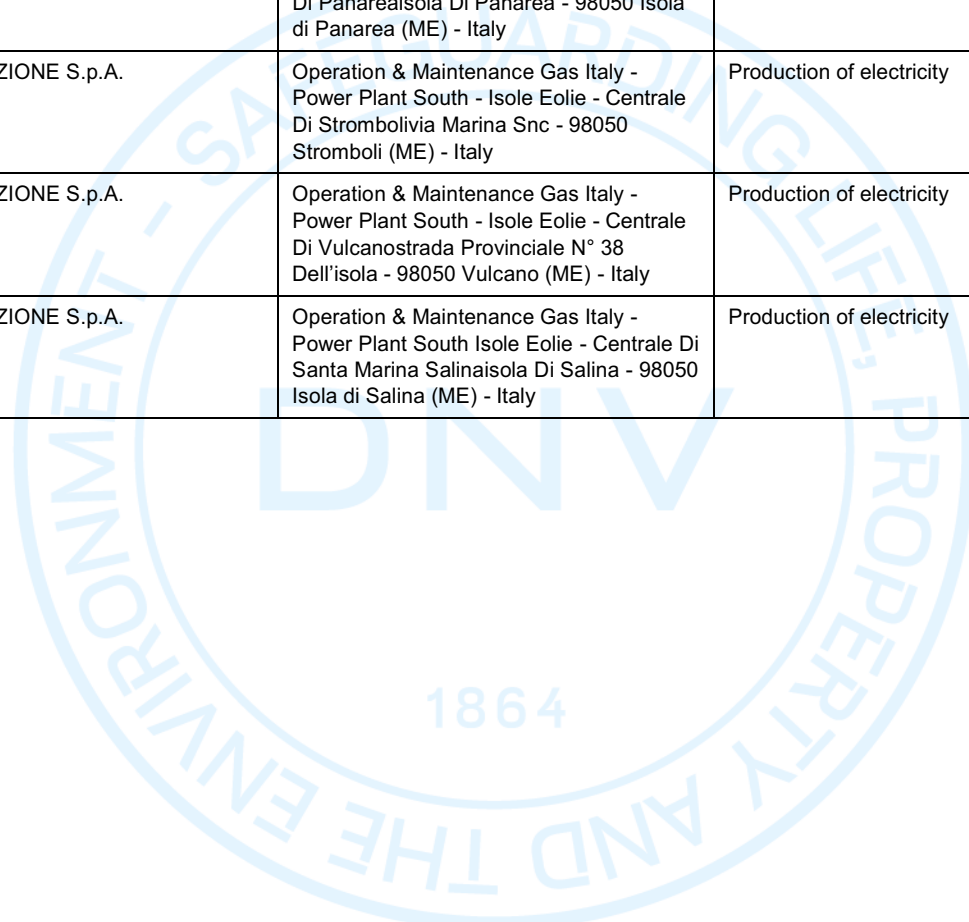 Di Panareaisola Di Panarea - 98050 Isola
di Panarea (ME) - Italy
ZIONE S.p.A.
Operation & Maintenance Gas Italy -
Power Plant South - Isole Eolie - Centrale
Di Strombolivia Marina Snc - 98050
Stromboli (ME) - Italy
Production of electricity
ZIONE S.p.A.
Operation & Maintenance Gas Italy -
Power Plant South - Isole Eolie - Centrale
Di Vulcanostrada Provinciale N° 38
Dell'isola - 98050 Vulcano (ME) - Italy
Production of electricity
ZIONE S.p.A.
Operation & Maintenance Gas Italy -
Power Plant South Isole Eolie - Centrale Di
Santa Marina Salinaisola Di Salina - 98050
Isola di Salina (ME) - Italy
Production of electricity
SAFEGUARDING LIFE, PROPERTY AND THE ENVIRONMENT -
DNV
1864